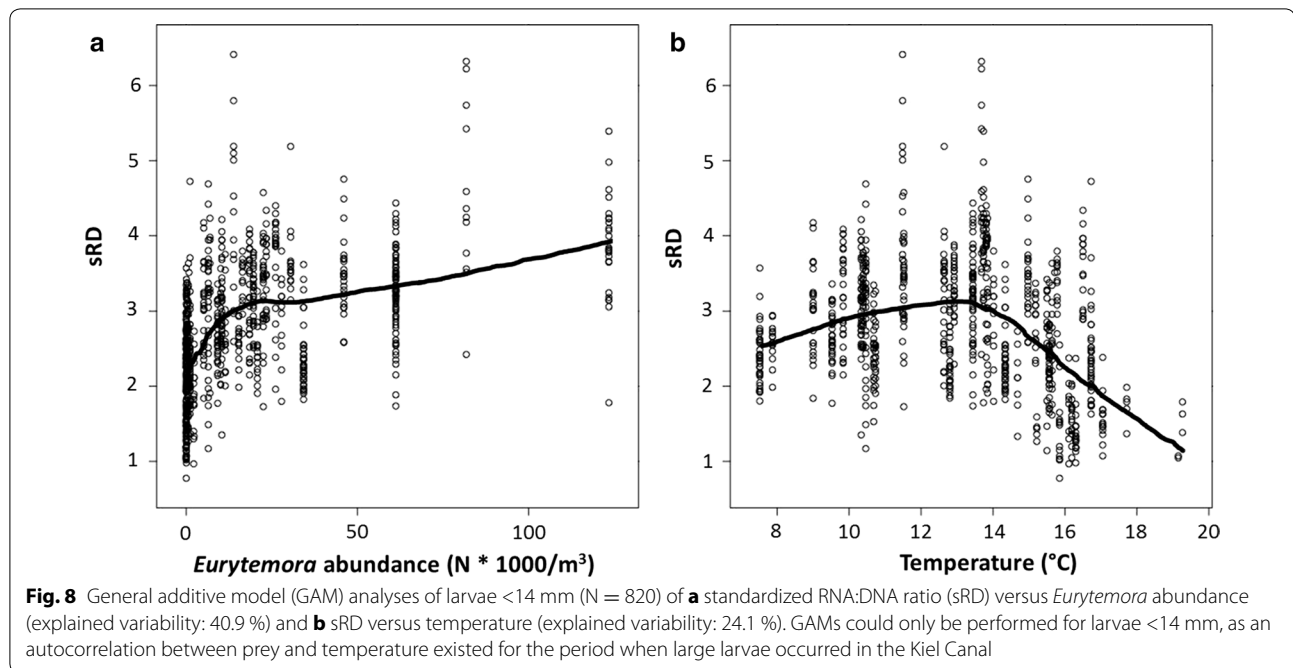 a
sRD
6
5
4
3
2
1
0
50
100
Eurytemora abundance (N * 1000/m³)
b
sRD
6
5
4
3
2
1
8
10
12
14
16
18
20
Temperature (°C)
Fig. 8 General additive model (GAM) analyses of larvae <14 mm (N = 820) of a standardized RNA:DNA ratio (sRD) versus Eurytemora abundance
(explained variability: 40.9 %) and b sRD versus temperature (explained variability: 24.1 %). GAMs could only be performed for larvae <14 mm, as an
autocorrelation between prey and temperature existed for the period when large larvae occurred in the Kiel Canal